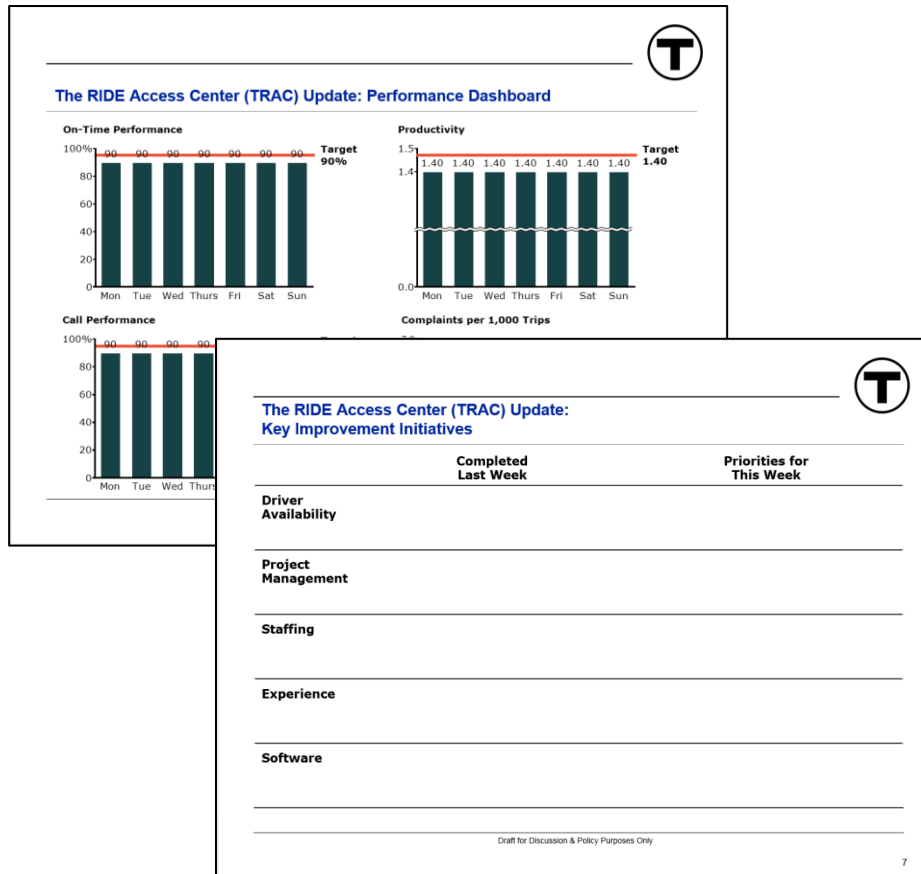 T
The RIDE Access Center (TRAC) Update: Performance Dashboard
On-Time Performance
100%
80
60
40
20
0
90 90 90 90 90 90 90
Target
90%
Mon Tue Wed Thurs Fri Sat Sun
Productivity
1.5
1.4
0.0
1.40 1.40 1.40 1.40 1.40 1.40 1.40
Target
1.40
Mon Tue Wed Thurs Fri Sat Sun
Call Performance
100%
80
60
40
20
0
90 90 90 90
Mon Tue Wed Thurs
Complaints per 1,000 Trips
T
The RIDE Access Center (TRAC) Update:
Key Improvement Initiatives
Completed
Last Week
Priorities for
This Week
Driver
Availability
Project
Management
Staffing
Experience
Software
Draft for Discussion & Policy Purposes Only
7